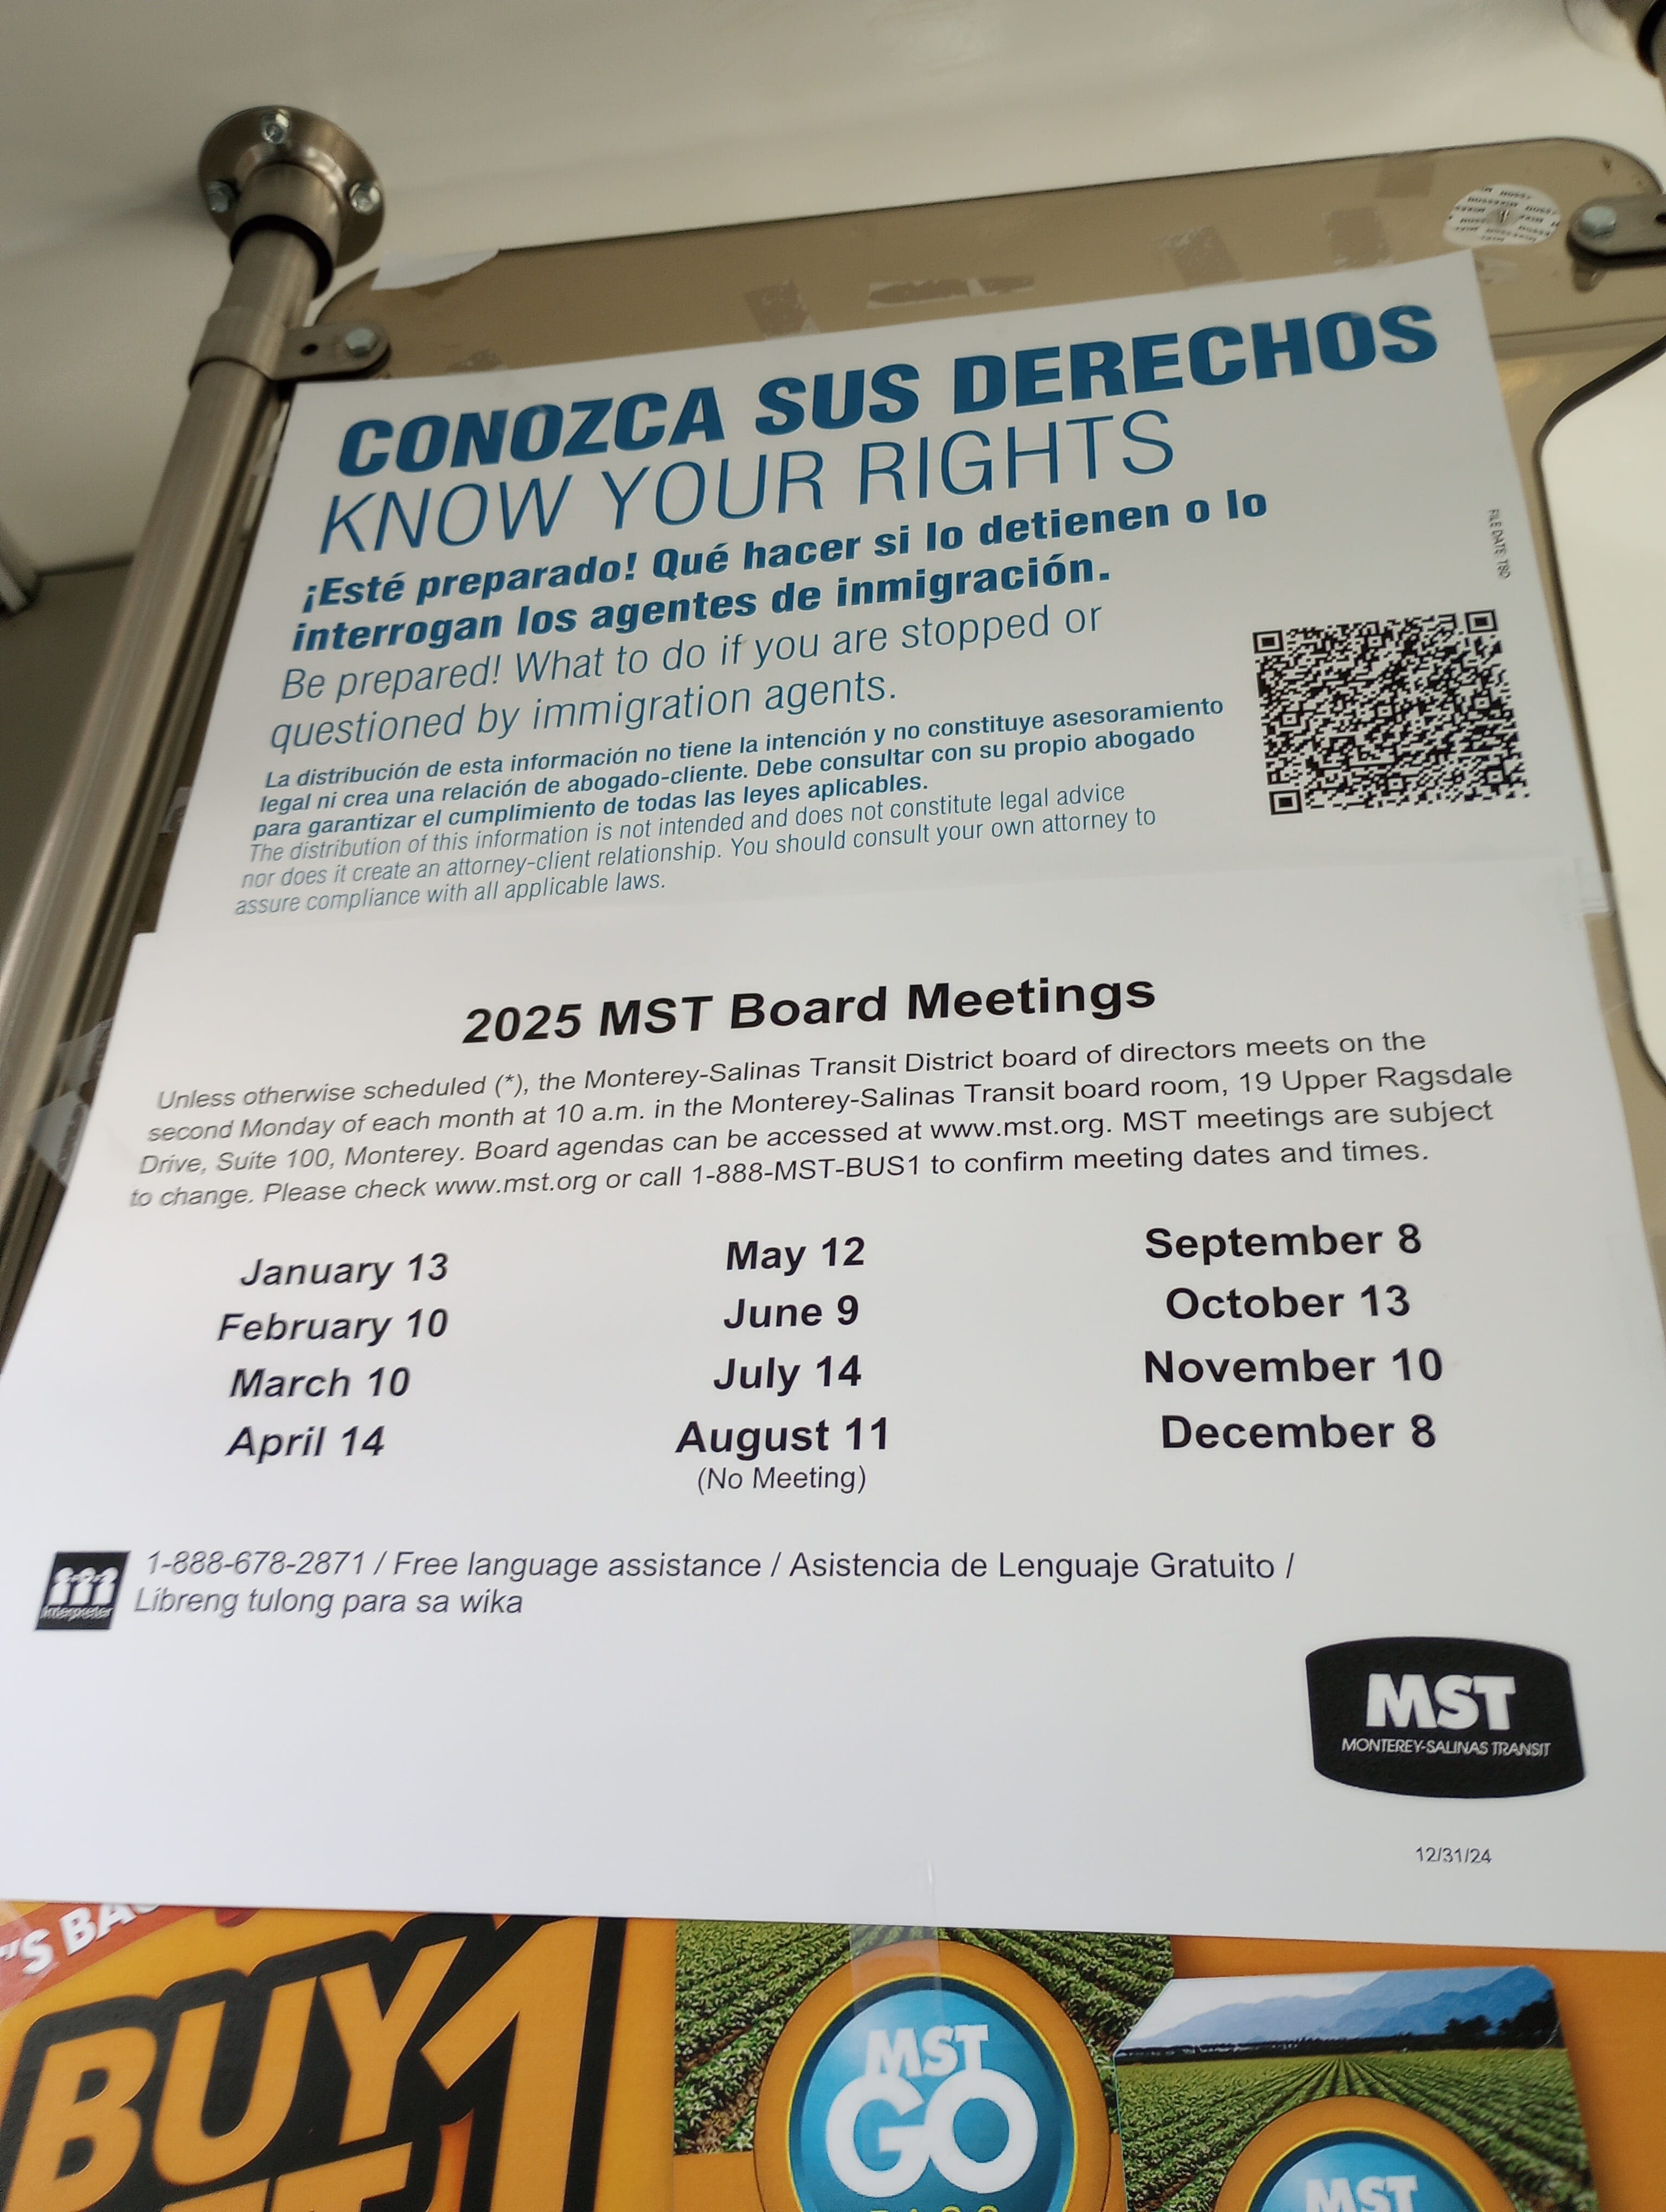 CONOZCA SUS DERECHOS
KNOW YOUR RIGHTS
¡Esté preparado! Qué hacer si lo detienen o lo
interrogan los agentes de inmigración.
Be prepared! What to do if you are stopped or
questioned by immigration agents.
La distribución de esta información no tiene la intención y no constituye asesoramiento
legal ni crea una relación de abogado-cliente. Debe consultar con su propio abogado
para garantizar el cumplimiento de todas las leyes aplicables.
The distribution of this information is not intended and does not constitute legal advice
nor does it create an attorney-client relationship. You should consult your own attorney to
assure compliance with all applicable laws.
FILE DATE: TBD
2025 MST Board Meetings
Unless otherwise scheduled (*), the Monterey-Salinas Transit District board of directors meets on the
second Monday of each month at 10 a.m. in the Monterey-Salinas Transit board room, 19 Upper Ragsdale
Drive, Suite 100, Monterey. Board agendas can be accessed at www.mst.org. MST meetings are subject
to change. Please check www.mst.org or call 1-888-MST-BUS1 to confirm meeting dates and times.
January 13
February 10
March 10
April 14
May 12
June 9
July 14
August 11
(No Meeting)
September 8
October 13
November 10
December 8
Interpreter
1-888-678-2871 / Free language assistance / Asistencia de Lenguaje Gratuito /
Libreng tulong para sa wika
MST
MONTEREY-SALINAS TRANSIT
12/31/24
BUY 1
MST
GO
MST